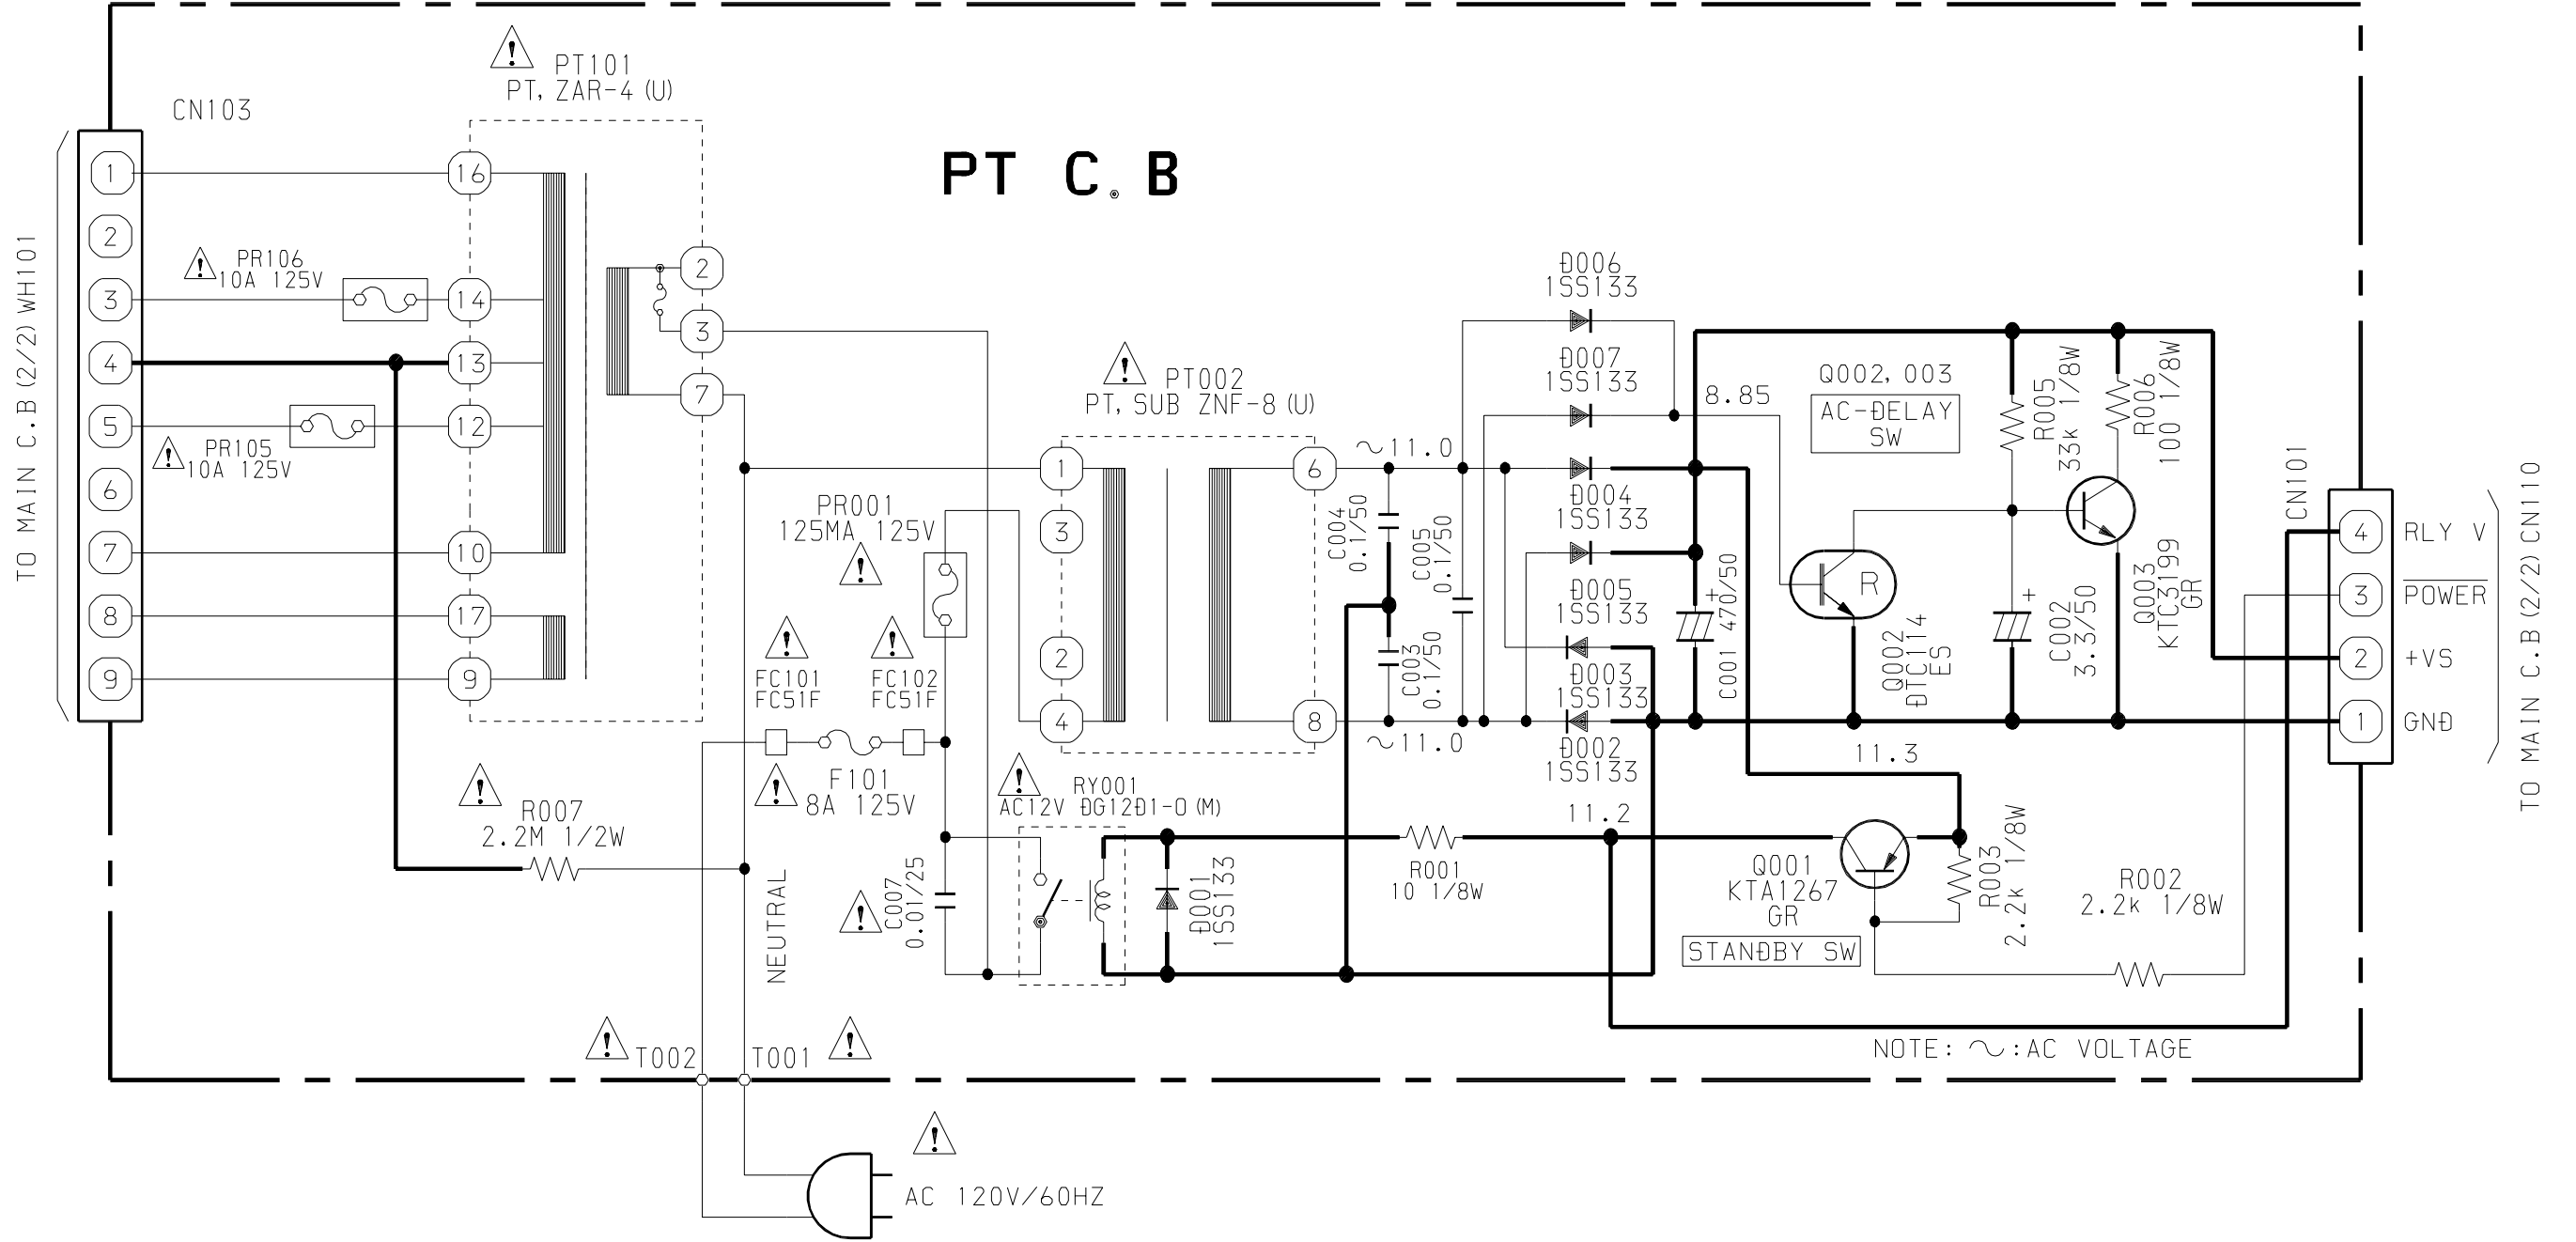 PT C.B
CN103
TO MAIN C.B (2/2) WH101
1
2
3
4
5
6
7
8
9
PT101
PT, ZAR-4 (U)
PR106
10A 125V
PR105
10A 125V
16
14
13
12
10
17
9
2
3
7
R007
2.2M 1/2W
PR001
125MA 125V
FC101
FC51F
FC102
FC51F
F101
8A 125V
NEUTRAL
C007
0.01/25
T002
T001
AC 120V/60HZ
PT002
PT, SUB ZNF-8 (U)
1
3
2
4
6
8
RY001
AC12V DG12D1-O (M)
D001
1SS133
~11.0
~11.0
C004
0.1/50
C005
0.1/50
C003
0.1/50
D006
1SS133
D007
1SS133
D004
1SS133
D005
1SS133
D003
1SS133
D002
1SS133
8.85
C001 470/50
+
Q002, 003
AC-DELAY
SW
R
Q002
DTC114
ES
R005
33k 1/8W
R006
100 1/8W
+
C002
3.3/50
Q003
KTC3199
GR
11.3
11.2
R001
10 1/8W
Q001
KTA1267
GR
STANDBY SW
R003
2.2k 1/8W
R002
2.2k 1/8W
CN101
4
RLY V
3
POWER
2
+VS
1
GND
TO MAIN C.B (2/2) CN110
NOTE: ~ :AC VOLTAGE